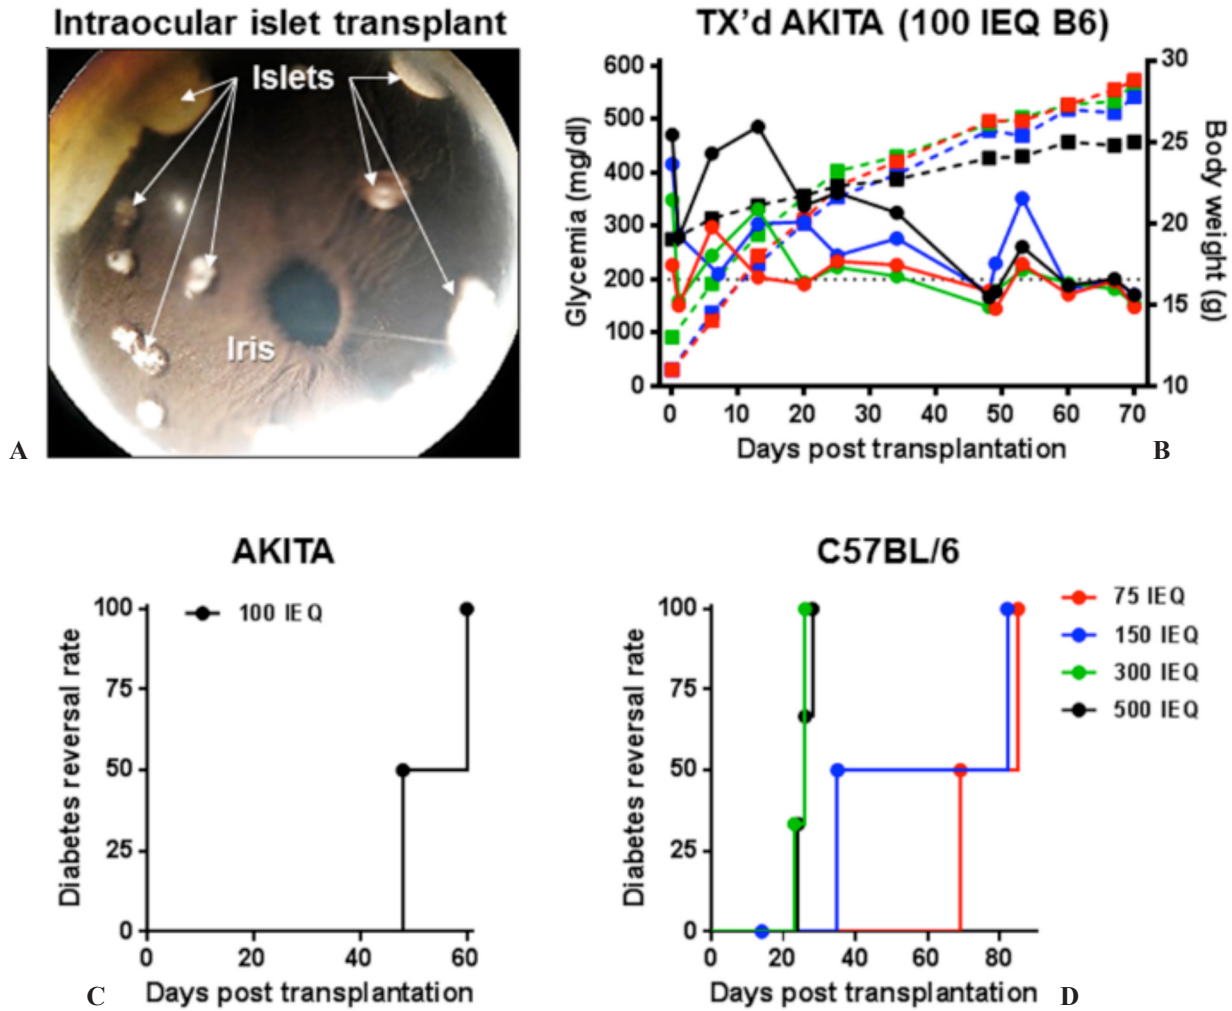 Intraocular islet transplant
Islets
Iris
A
TX’d AKITA (100 IEQ B6)
Glycemia (mg/dl)
600
500
400
300
200
100
0
30
25
20
15
10
Body weight (g)
0 10 20 30 40 50 60 70
Days post transplantation
B
AKITA
100 IEQ
Diabetes reversal rate
100
75
50
25
0
0 20 40 60
Days post transplantation
C
C57BL/6
75 IEQ
150 IEQ
300 IEQ
500 IEQ
Diabetes reversal rate
100
75
50
25
0
0 20 40 60 80
Days post transplantation
D